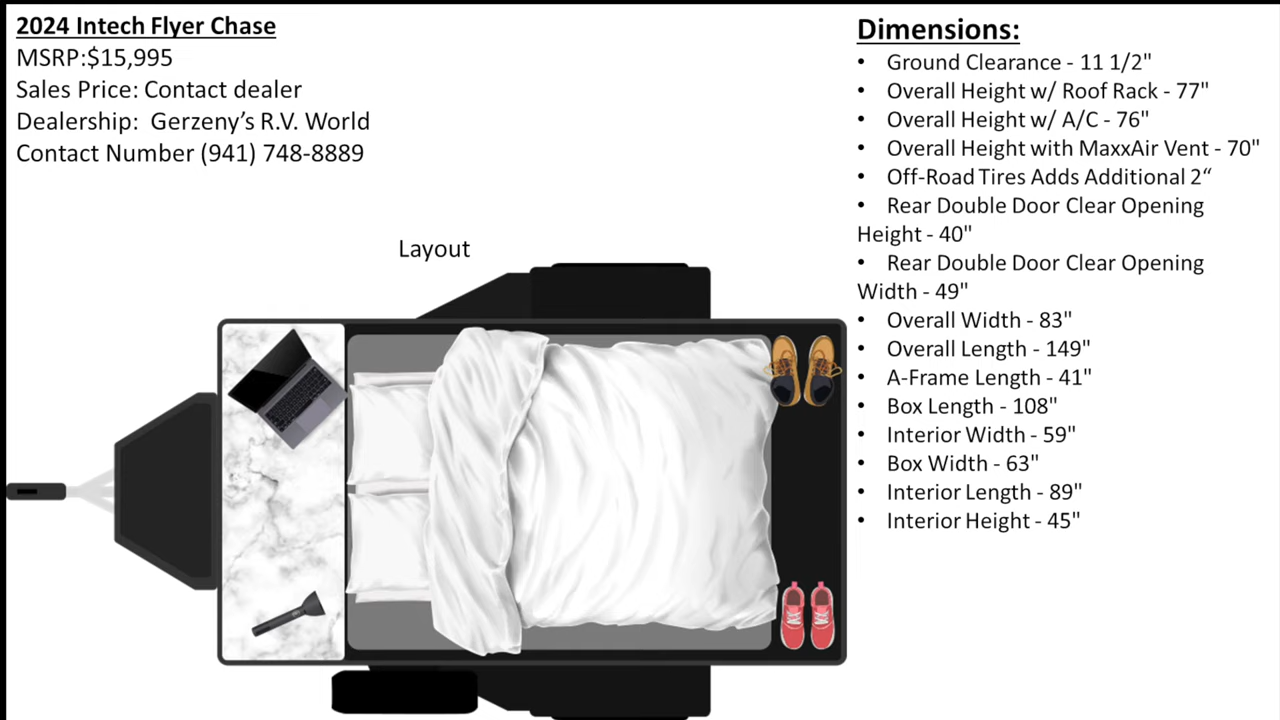 2024 Intech Flyer Chase
MSRP:$15,995
Sales Price: Contact dealer
Dealership:  Gerzeny’s R.V. World
Contact Number (941) 748-8889
Layout
Dimensions:
• Ground Clearance - 11 1/2"
• Overall Height w/ Roof Rack - 77"
• Overall Height w/ A/C - 76"
• Overall Height with MaxxAir Vent - 70"
• Off-Road Tires Adds Additional 2“
• Rear Double Door Clear Opening
Height - 40"
• Rear Double Door Clear Opening
Width - 49"
• Overall Width - 83"
• Overall Length - 149"
• A-Frame Length - 41"
• Box Length - 108"
• Interior Width - 59"
• Box Width - 63"
• Interior Length - 89"
• Interior Height - 45"